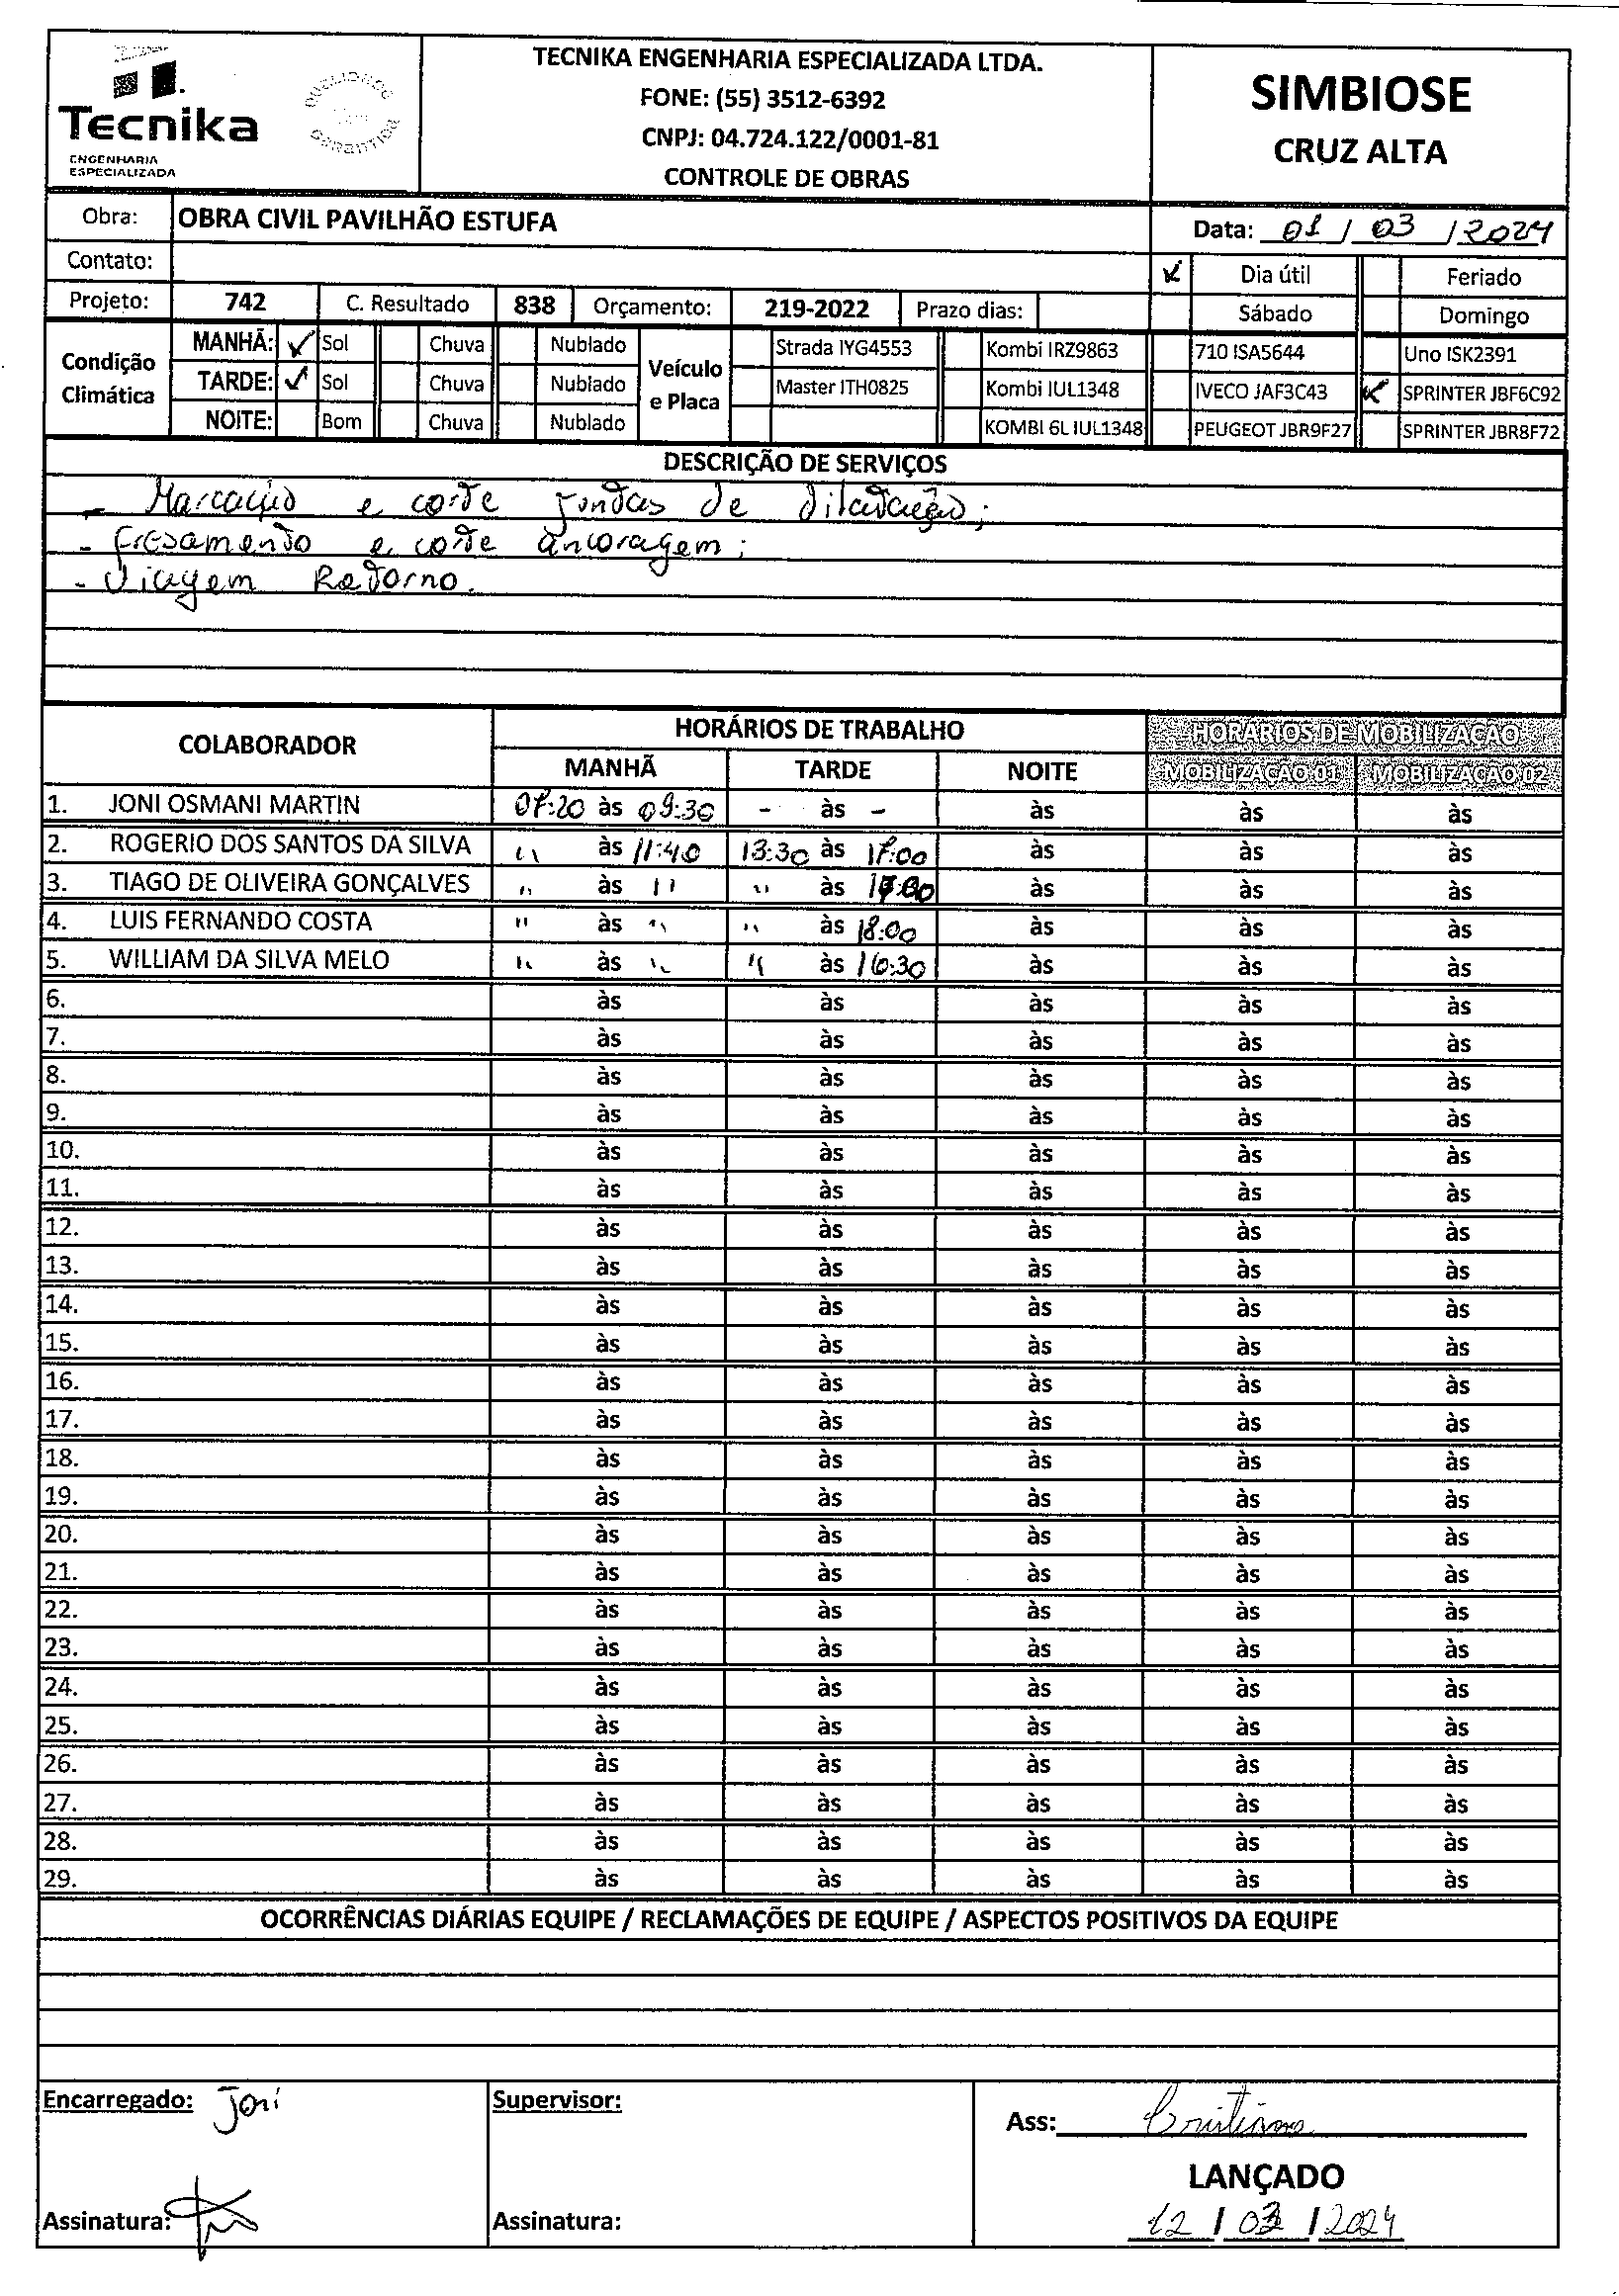 Tecnika
ENGENHARIA
ESPECIALIZADA
QUALIDADE
GARANTIDA
TECNIKA ENGENHARIA ESPECIALIZADA LTDA.
FONE: (55) 3512-6392
CNPJ: 04.724.122/0001-81
CONTROLE DE OBRAS
SIMBIOSE
CRUZ ALTA
Obra: OBRA CIVIL PAVILHÃO ESTUFA
Data: 01 / 03 / 2024
Contato:
Dia útil Feriado
Projeto: 742 C. Resultado 838 Orçamento: 219-2022 Prazo dias:
Sábado Domingo
Condição Climática
MANHÃ: Sol Chuva Nublado
TARDE: Sol Chuva Nublado
NOITE: Bom Chuva Nublado
Veículo e Placa
Strada IYG4553 Kombi IRZ9863 710 ISA5644 Uno ISK2391
Master ITH0825 Kombi IUL1348 IVECO JAF3C43 SPRINTER JBF6C92
KOMBI 6L IUL1348 PEUGEOT JBR9F27 SPRINTER JBR8F72
DESCRIÇÃO DE SERVIÇOS
- Marcação e corte juntas de dilatação;
- Fresamento e corte ancoragem;
- Viagem Retorno.
COLABORADOR HORÁRIOS DE TRABALHO HORÁRIOS DE MOBILIZAÇÃO
MANHÃ TARDE NOITE MOBILIZAÇÃO 01 MOBILIZAÇÃO 02
1. JONI OSMANI MARTIN 07:20 às 09:30 - às - às às às
2. ROGERIO DOS SANTOS DA SILVA " às 11:40 13:30 às 17:00 às às às
3. TIAGO DE OLIVEIRA GONÇALVES " às " " às às às às
4. LUIS FERNANDO COSTA " às " " às 18:00 às às às
5. WILLIAM DA SILVA MELO " às " " às 16:30 às às às
6. às às às às às
7. às às às às às
8. às às às às às
9. às às às às às
10. às às às às às
11. às às às às às
12. às às às às às
13. às às às às às
14. às às às às às
15. às às às às às
16. às às às às às
17. às às às às às
18. às às às às às
19. às às às às às
20. às às às às às
21. às às às às às
22. às às às às às
23. às às às às às
24. às às às às às
25. às às às às às
26. às às às às às
27. às às às às às
28. às às às às às
29. às às às às às
OCORRÊNCIAS DIÁRIAS EQUIPE / RECLAMAÇÕES DE EQUIPE / ASPECTOS POSITIVOS DA EQUIPE
Encarregado: Joni
Supervisor:
Ass: Cristiano
LANÇADO
Assinatura:
Assinatura:
12 / 03 / 2024